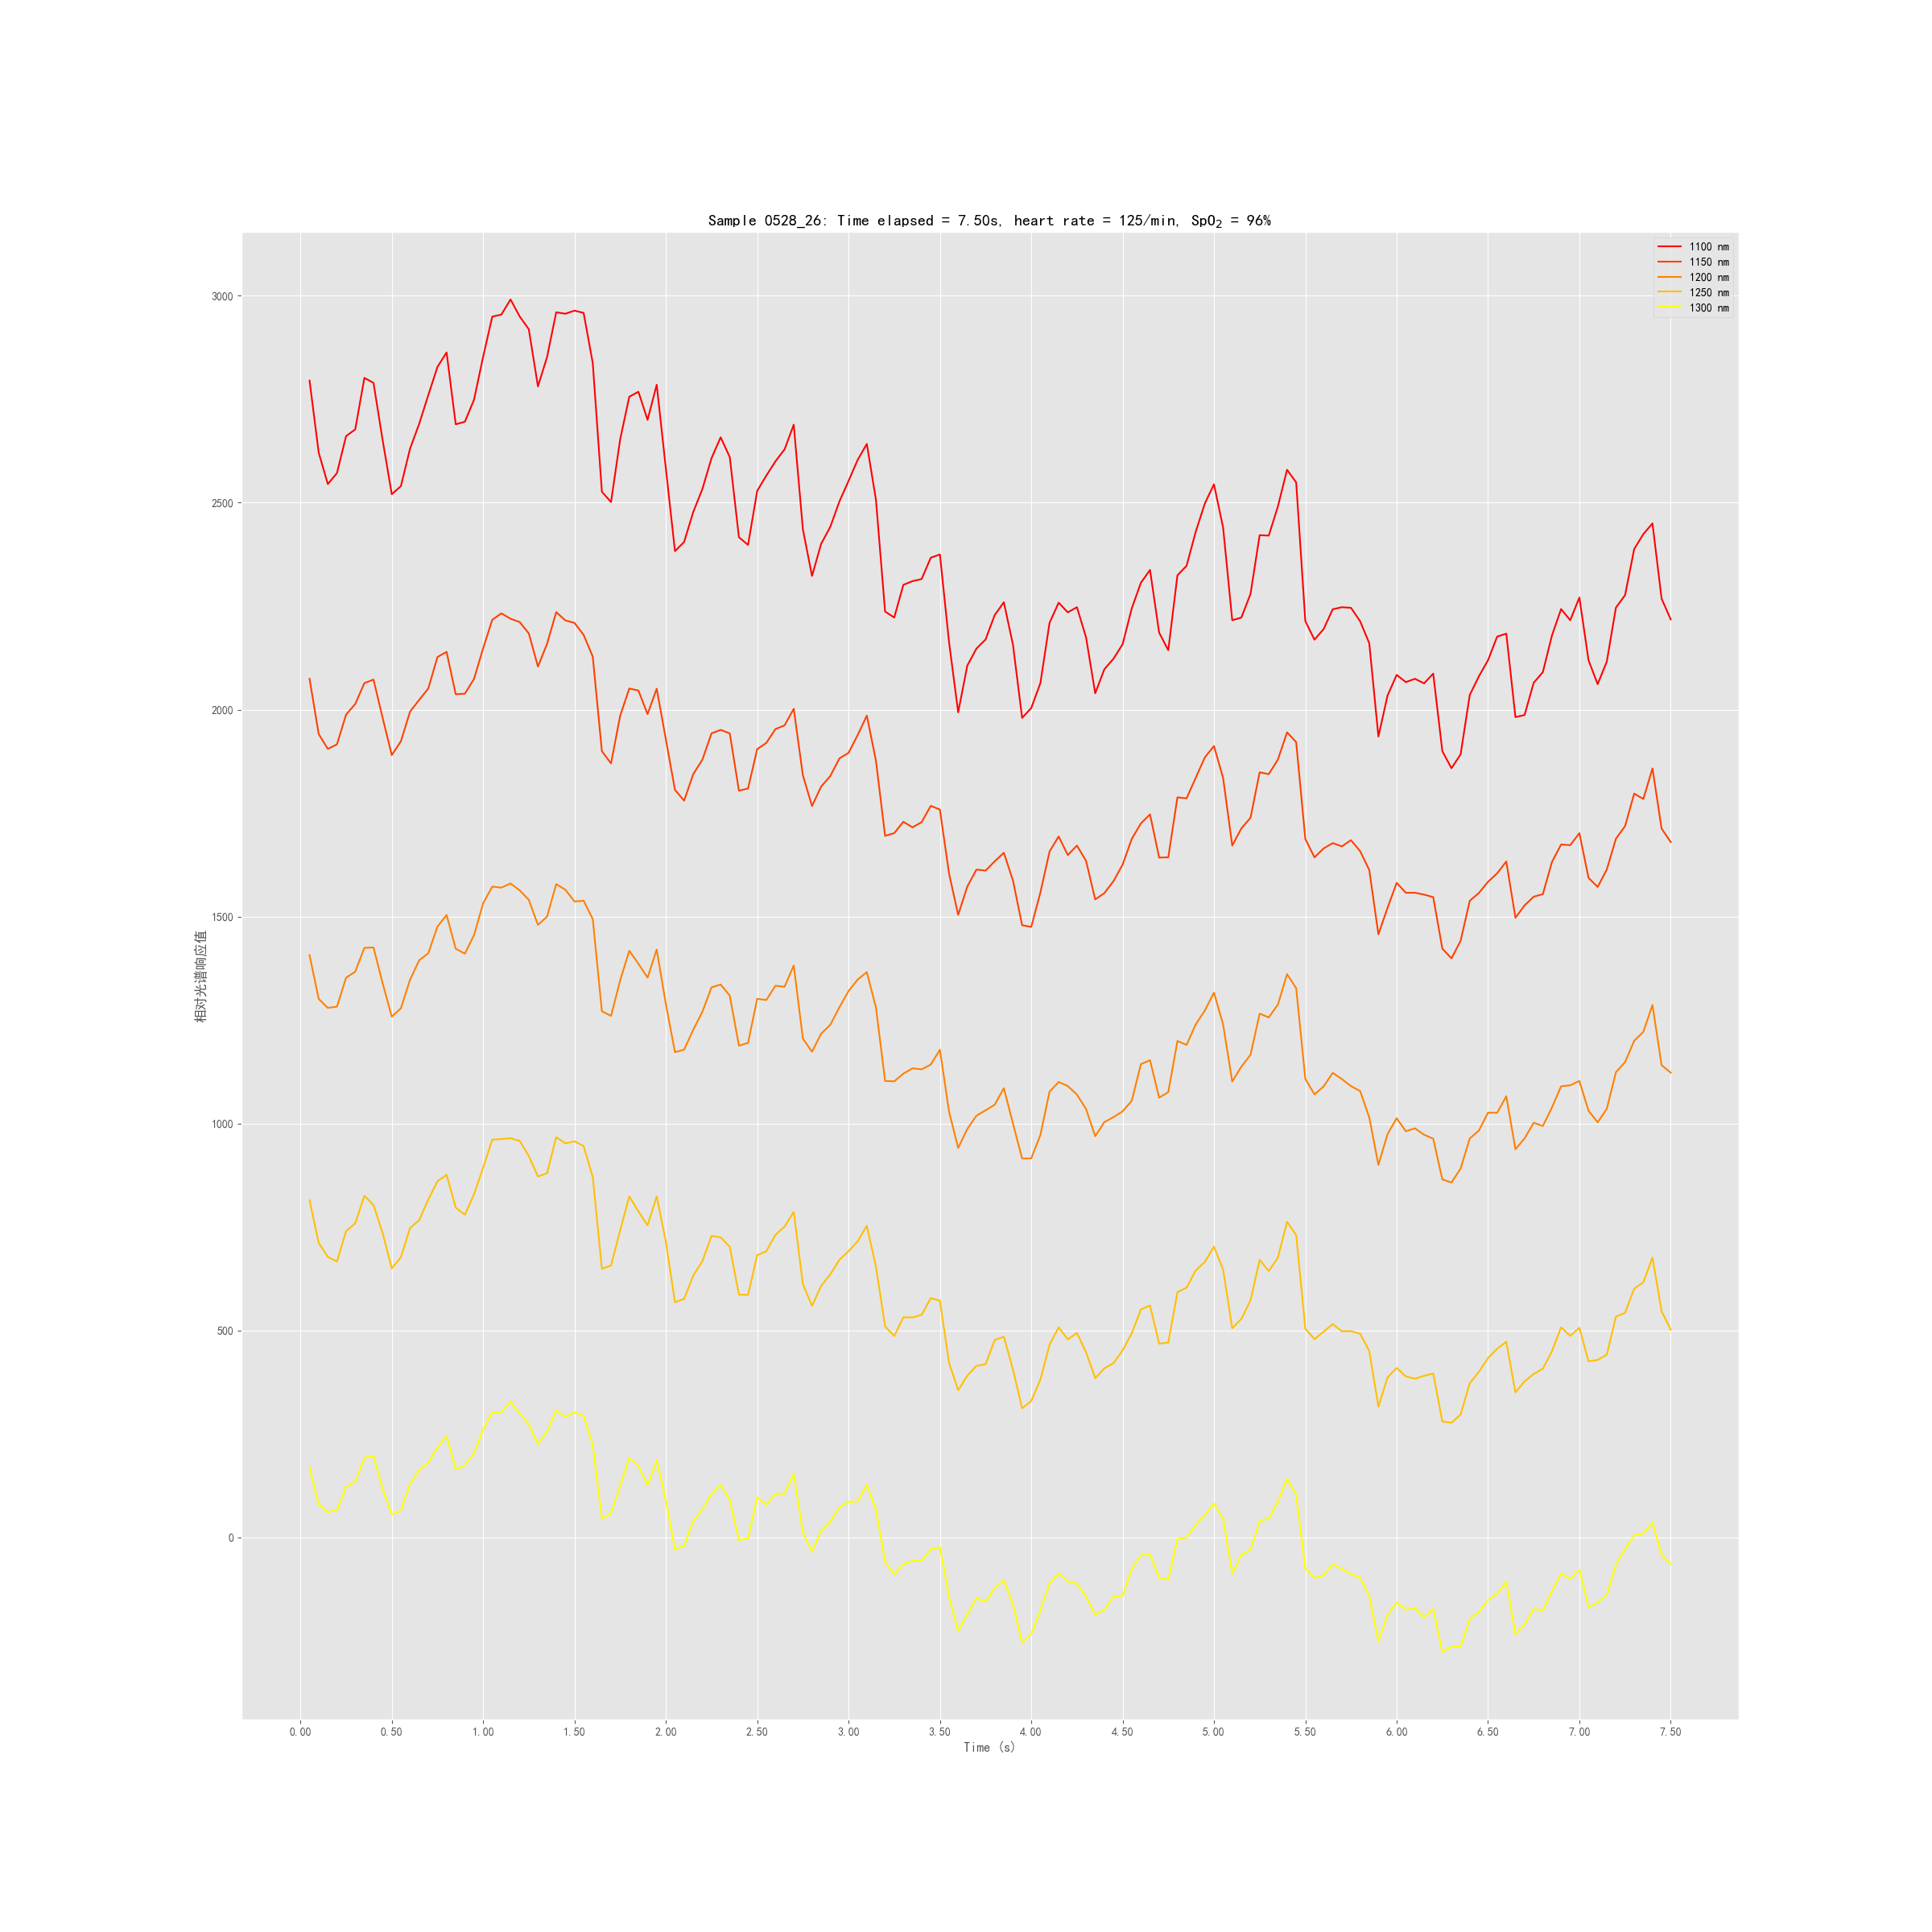 Sample 0528_26: Time elapsed = 7.50s, heart rate = 125/min, SpO₂ = 96%
1100 nm
1150 nm
1200 nm
1250 nm
1300 nm
3000
2500
2000
1500
1000
500
0
相对光谱响应值
0.00 0.50 1.00 1.50 2.00 2.50 3.00 3.50 4.00 4.50 5.00 5.50 6.00 6.50 7.00 7.50
Time (s)